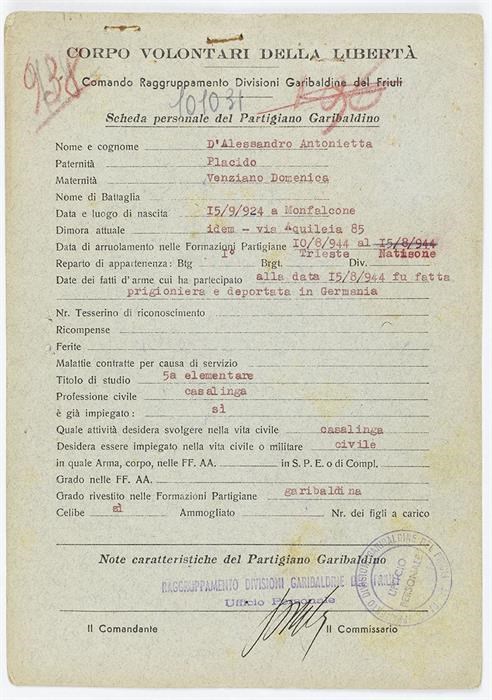 CORPO VOLONTARI DELLA LIBERTÀ
Comando Raggruppamento Divisioni Garibaldine del Friuli
938
101031
Scheda personale del Partigiano Garibaldino
Nome e cognome D'Alessandro Antonietta
Paternità Placido
Maternità Venziano Domenica
Nome di Battaglia
Data e luogo di nascita I5/9/924 a Monfalcone
Dimora attuale idem - via Aquileia 85
Data di arruolamento nelle Formazioni Partigiane IO/8/944 al I5/8/944
Reparto di appartenenza: Btg I° Brgt. Trieste Div. Natisone
Date dei fatti d'arme cui ha partecipato alla data I5/8/944 fu fatta
prigioniera e deportata in Germania
Nr. Tesserino di riconoscimento
Ricompense
Ferite
Malattie contratte per causa di servizio
Titolo di studio 5a elementare
Professione civile casalinga
è già impiegato: sì
Quale attività desidera svolgere nella vita civile casalinga
Desidera essere impiegato nella vita civile o militare civile
in quale Arma, corpo, nelle FF. AA. in S. P. E. o di Compl.
Grado nelle FF. AA.
Grado rivestito nelle Formazioni Partigiane garibaldina
Celibe sì Ammogliato Nr. dei figli a carico
Note caratteristiche del Partigiano Garibaldino
RAGGRUPPAMENTO DIVISIONI GARIBALDINE DEL FRIULI
Ufficio Personale
UFFICIO
PERSONALE
Il Comandante Il Commissario